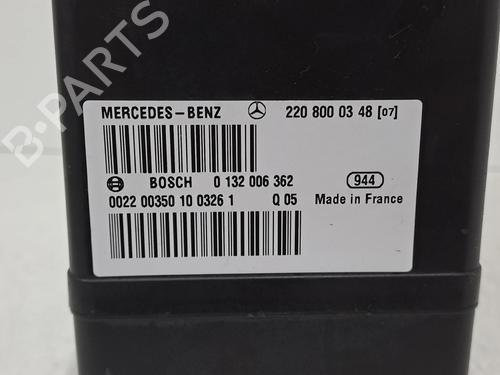 B-PARTS
MERCEDES-BENZ 220 800 03 48 [07]
BOSCH 0 132 006 362 944
0022 00350 10 0326 1 Q 05 Made in France